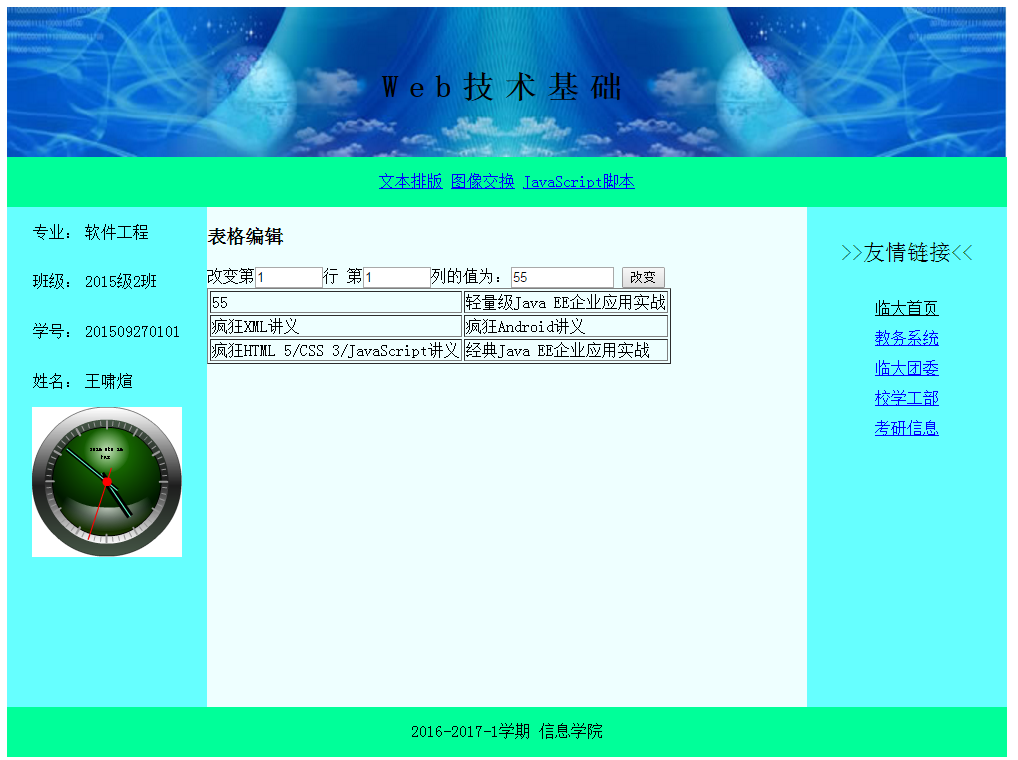 Web技术基础
文本排版 图像交换 JavaScript脚本
专业： 软件工程
班级： 2015级2班
学号： 201509270101
姓名： 王啸煊
表格编辑
改变第1行 第1列的值为：55 改变
55 轻量级Java EE企业应用实战
疯狂XML讲义 疯狂Android讲义
疯狂HTML 5/CSS 3/JavaScript讲义 经典Java EE企业应用实战
>>友情链接<<
临大首页
教务系统
临大团委
校学工部
考研信息
2016-2017-1学期 信息学院